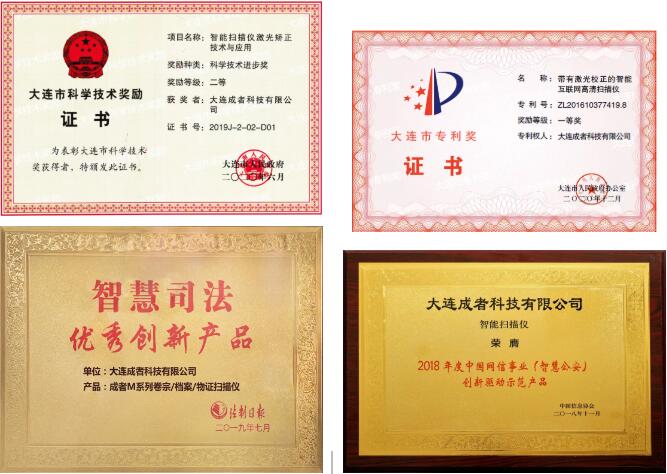 大连市科学技术奖励
证书
为表彰大连市科学技术
奖获得者，特颁发此证书。
项目名称：智能扫描仪激光矫正
技术与应用
奖励种类：科学技术进步奖
奖励等级：二等
获奖者：大连成者科技有限公
司
证书号：2019J-2-02-D01
大连市人民政府
二〇二〇年六月
大连市专利奖
证书
名称：带有激光校正的智能
互联网高清扫描仪
专利号：ZL201610377419.8
奖励等级：一等奖
专利权人：大连成者科技有限公司
大连市人民政府办公室
二〇二〇年十二月
智慧司法
优秀创新产品
单位：大连成者科技有限公司
产品：成者M系列卷宗/档案/物证扫描仪
法制日报
二〇一九年七月
大连成者科技有限公司
智能扫描仪
荣膺
2018年度中国网信事业（智慧公安）
创新驱动示范产品
中国信息协会
二〇一八年十一月